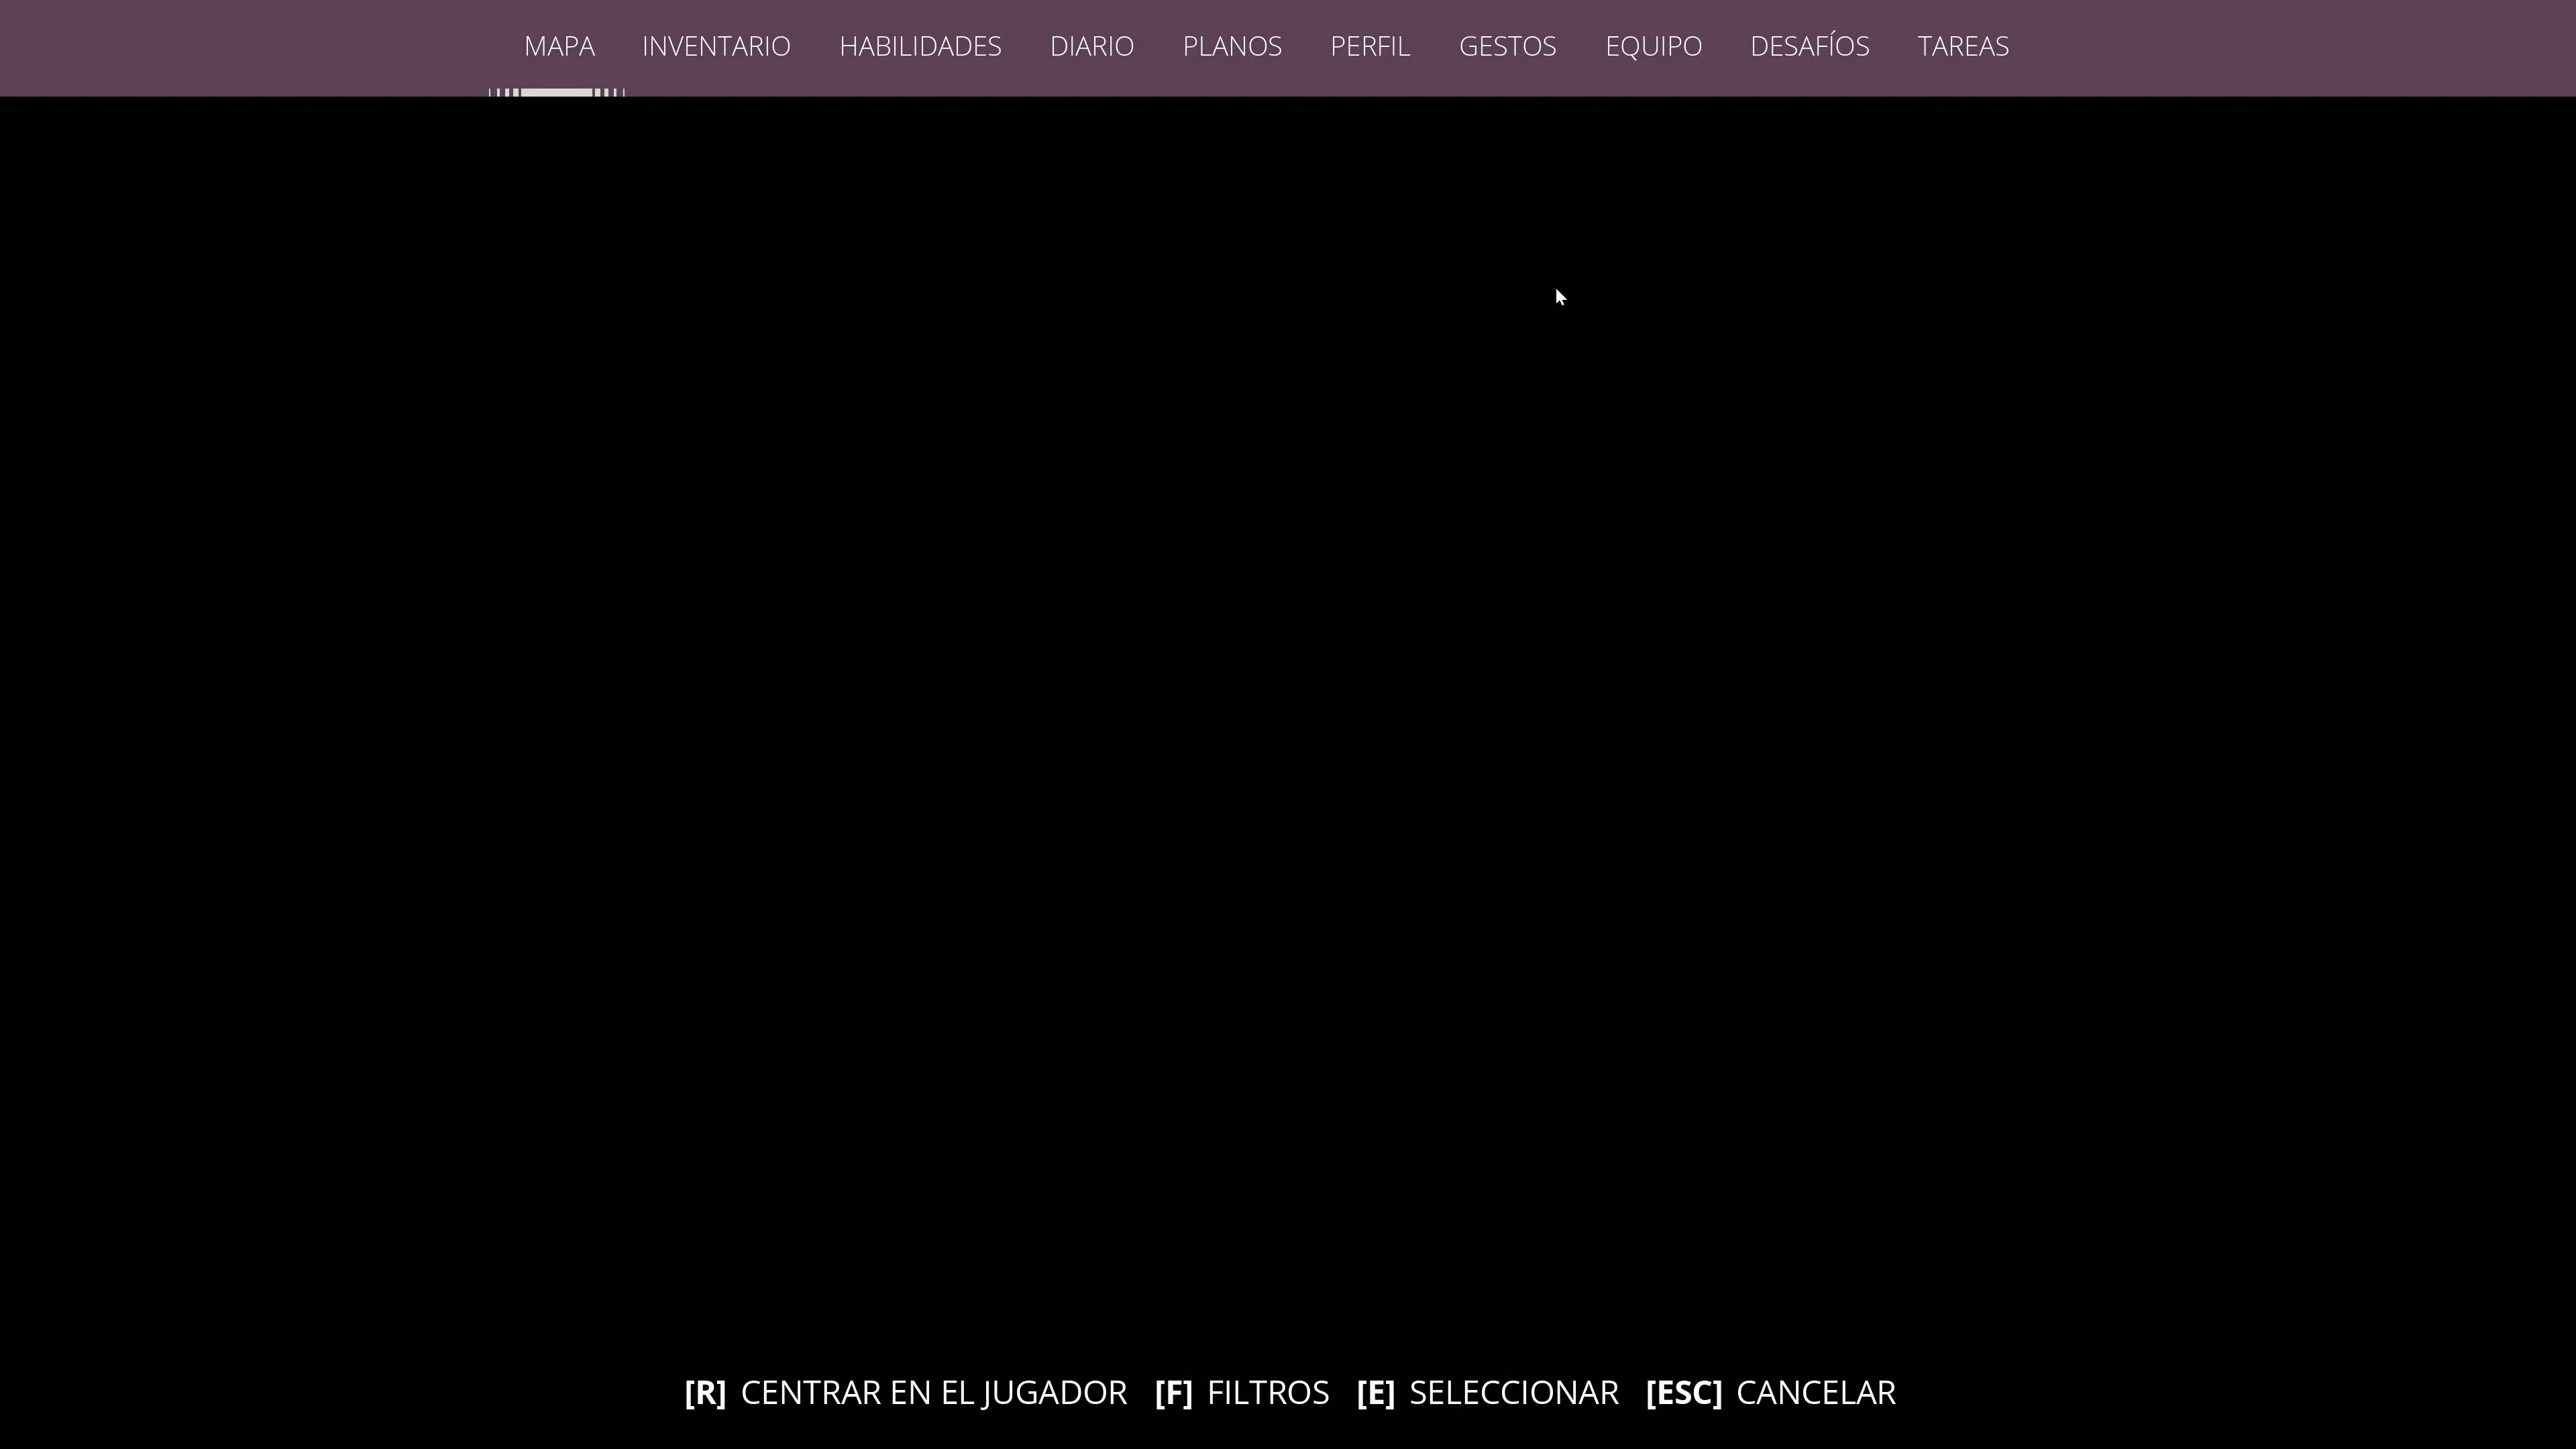 MAPA INVENTARIO HABILIDADES DIARIO PLANOS PERFIL GESTOS EQUIPO DESAFÍOS TAREAS
[R] CENTRAR EN EL JUGADOR [F] FILTROS [E] SELECCIONAR [ESC] CANCELAR